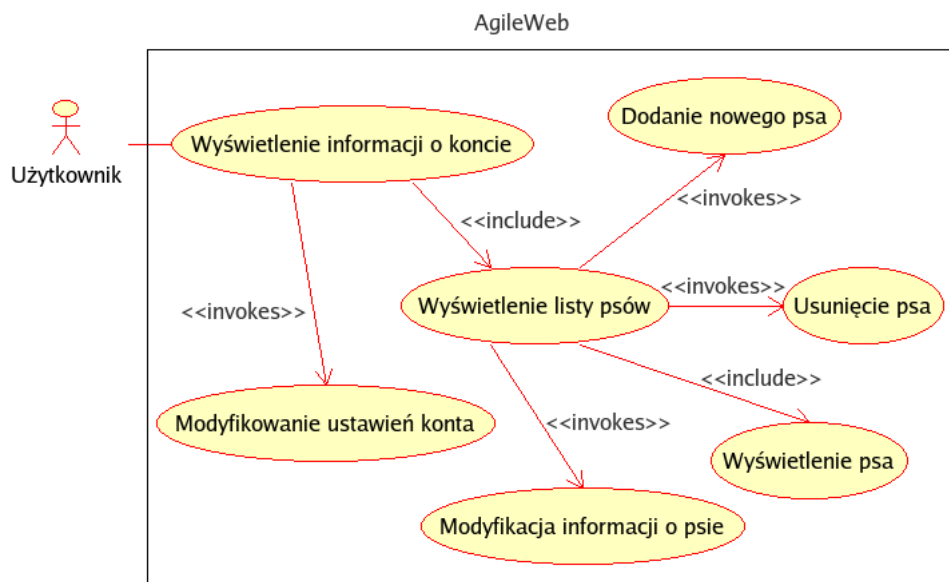 AgileWeb
Użytkownik
Wyświetlenie informacji o koncie
Dodanie nowego psa
<<invokes>>
<<include>>
Wyświetlenie listy psów
<<invokes>>
Usunięcie psa
<<invokes>>
<<include>>
Modyfikowanie ustawień konta
<<invokes>>
Wyświetlenie psa
Modyfikacja informacji o psie